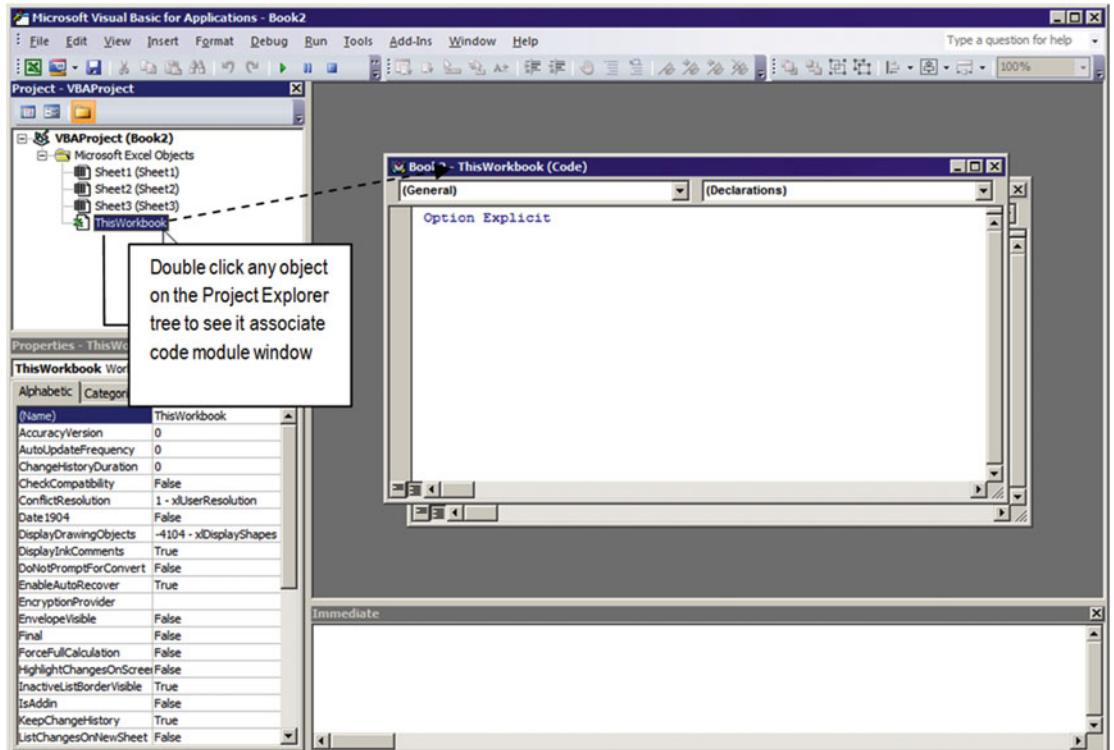 Microsoft Visual Basic for Applications - Book2
File Edit View Insert Format Debug Run Tools Add-Ins Window Help
Type a question for help
100%
Project - VBAProject
VBAProject (Book2)
Microsoft Excel Objects
Sheet1 (Sheet1)
Sheet2 (Sheet2)
Sheet3 (Sheet3)
ThisWorkbook
- ThisWorkbook (Code)
(General)
(Declarations)
Option Explicit
Double click any object
on the Project Explorer
tree to see it associate
code module window
Properties -
ThisWorkbook
Alphabetic
(Name) ThisWorkbook
AccuracyVersion 0
AutoUpdateFrequency 0
ChangeHistoryDuration 0
CheckCompatibility False
ConflictResolution 1 - xlUserResolution
Date1904 False
DisplayDrawingObjects -4104 - xlDisplayShapes
DisplayInkComments True
DoNotPromptForConvert False
EnableAutoRecover True
EncryptionProvider
EnvelopeVisible False
Final False
ForceFullCalculation False
HighlightChangesOnScreen False
InactiveListBorderVisible True
IsAddin False
KeepChangeHistory True
ListChangesOnNewSheet False
Immediate